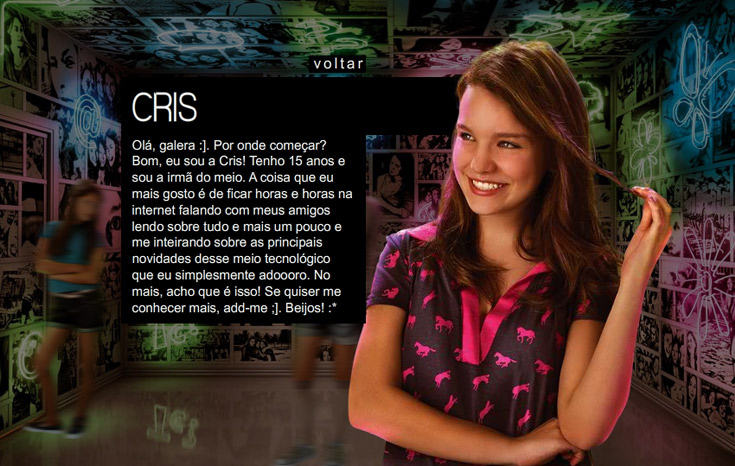 voltar
CRIS
Olá, galera :]. Por onde começar?
Bom, eu sou a Cris! Tenho 15 anos e
sou a irmã do meio. A coisa que eu
mais gosto é de ficar horas e horas na
internet falando com meus amigos
lendo sobre tudo e mais um pouco e
me inteirando sobre as principais
novidades desse meio tecnológico
que eu simplesmente adoooro. No
mais, acho que é isso! Se quiser me
conhecer mais, add-me ;]. Beijos! :*